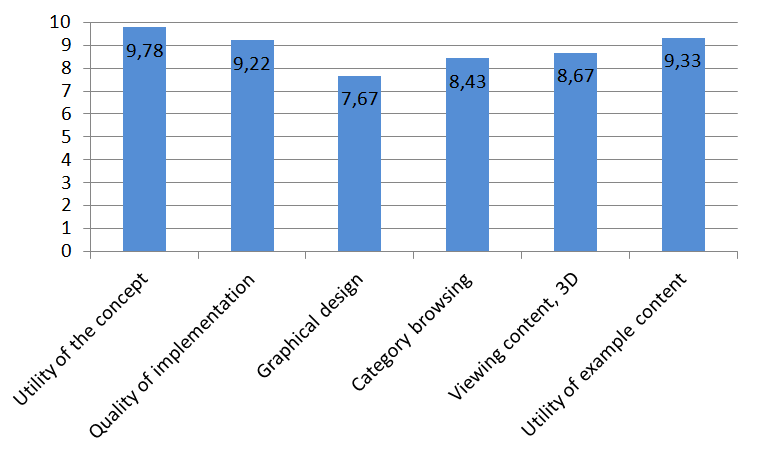 10
9
8
7
6
5
4
3
2
1
0
9,78
9,22
7,67
8,43
8,67
9,33
Utility of the concept
Quality of implementation
Graphical design
Category browsing
Viewing content, 3D
Utility of example content